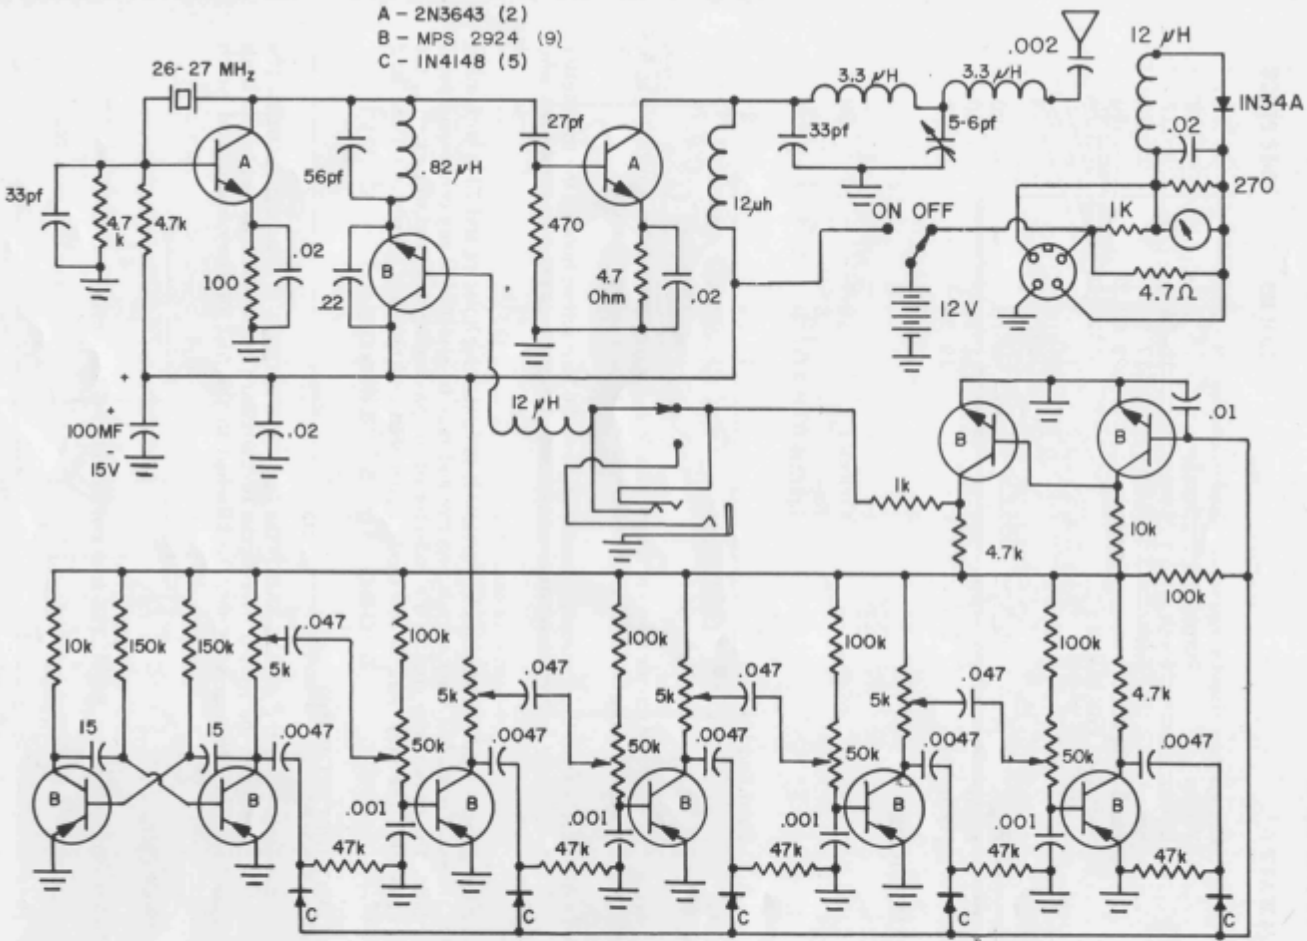 A - 2N3643 (2)
B - MPS 2924 (9)
C - 1N4148 (5)
26-27 MHz
.002
12 µH
3.3 µH
3.3 µH
1N34A
27pf
33pf
5-6pf
.02
A
A
56pf
.82µH
33pf
4.7
k
4.7k
270
470
12µh
ON OFF
1K
.02
100
B
.22
4.7
Ohm
.02
12V
4.7Ω
+
12 µH
+
100MF
-
15V
.02
B
B
.01
1k
4.7k
10k
100k
10k
150k
150k
5k
.047
100k
5k
.047
100k
5k
.047
100k
5k
.047
100k
4.7k
15
15
.0047
50k
.0047
50k
.0047
50k
.0047
50k
.0047
B
B
.001
B
.001
B
.001
B
.001
B
47k
47k
47k
47k
47k
C
C
C
C
C